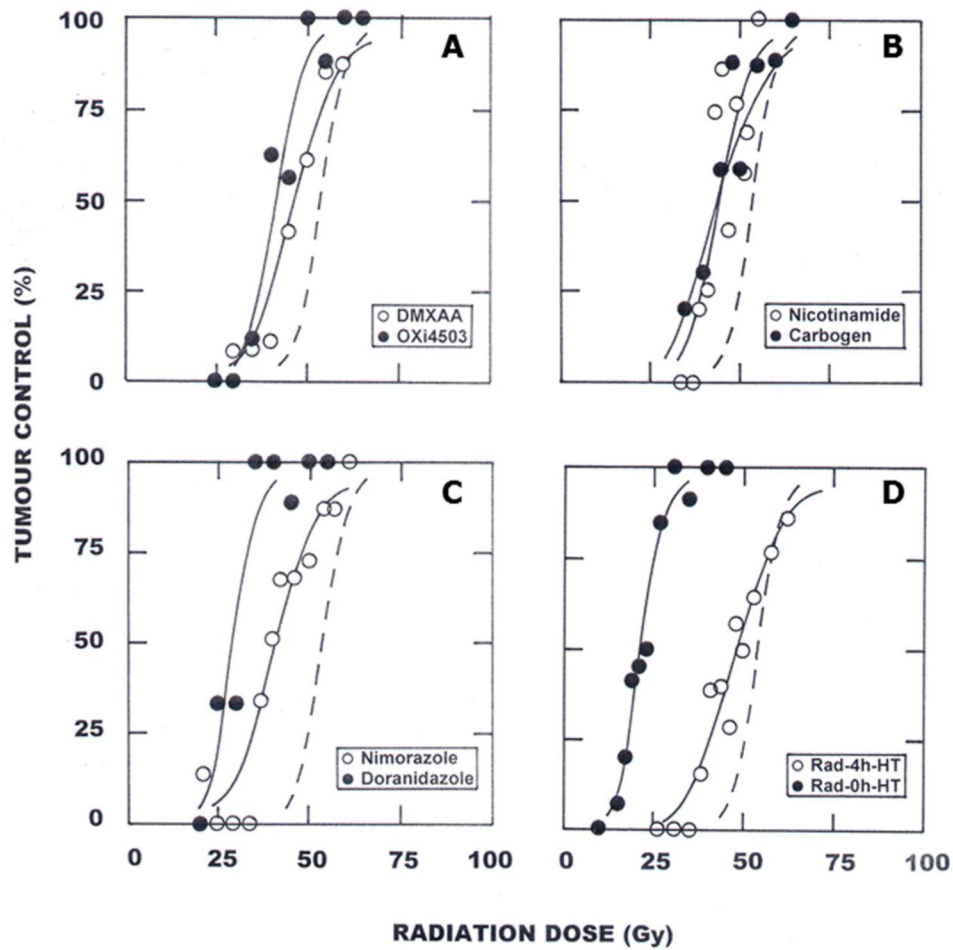 TUMOUR CONTROL (%)
100
75
50
25
0
A
DMXAA
OXi4503
B
Nicotinamide
Carbogen
100
75
50
25
0
C
Nimorazole
Doranidazole
D
Rad-4h-HT
Rad-0h-HT
0 25 50 75 100
0 25 50 75 100
RADIATION DOSE (Gy)